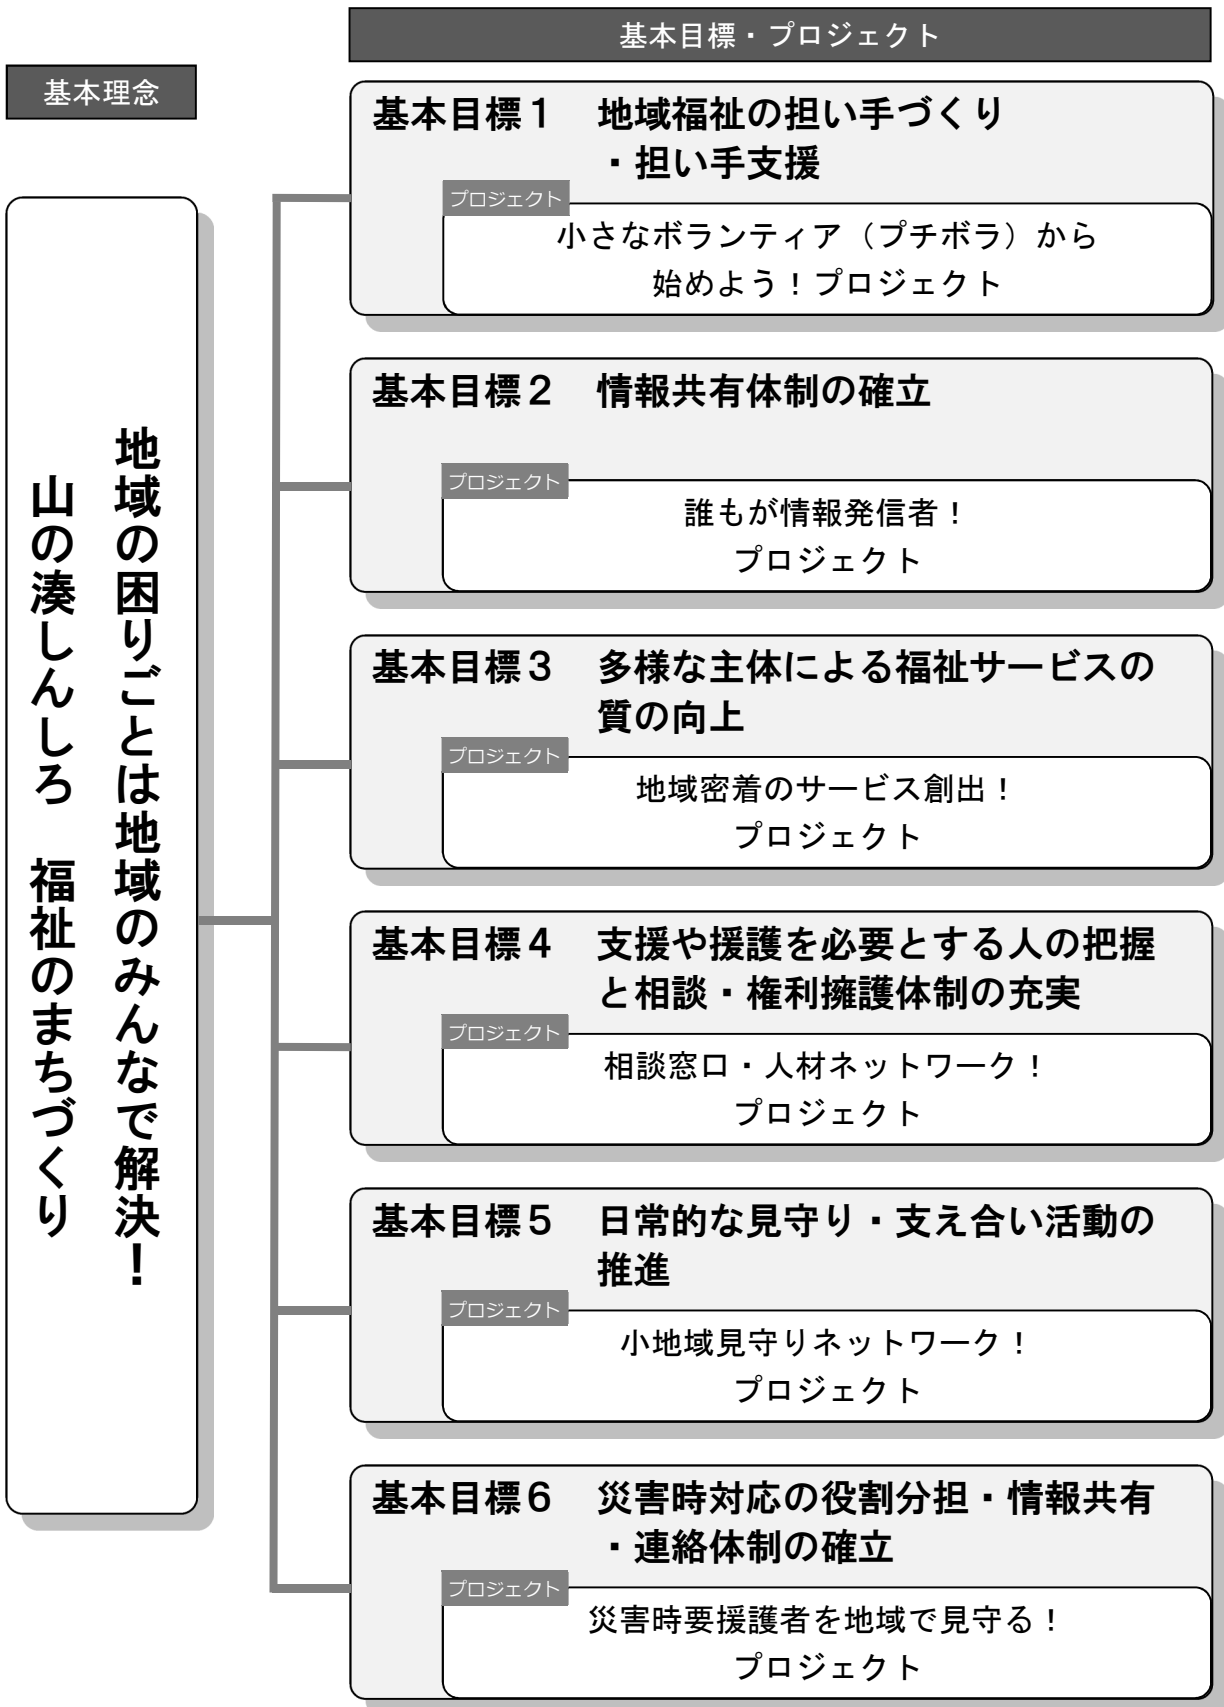 基本理念
地域の困りごとは地域のみんなで解決！
山の湊しんしろ　福祉のまちづくり
基本目標・プロジェクト
基本目標１　地域福祉の担い手づくり
・担い手支援
プロジェクト
小さなボランティア（プチボラ）から
始めよう！プロジェクト
基本目標２　情報共有体制の確立
プロジェクト
誰もが情報発信者！
プロジェクト
基本目標３　多様な主体による福祉サービスの
質の向上
プロジェクト
地域密着のサービス創出！
プロジェクト
基本目標４　支援や援護を必要とする人の把握
と相談・権利擁護体制の充実
プロジェクト
相談窓口・人材ネットワーク！
プロジェクト
基本目標５　日常的な見守り・支え合い活動の
推進
プロジェクト
小地域見守りネットワーク！
プロジェクト
基本目標６　災害時対応の役割分担・情報共有
・連絡体制の確立
プロジェクト
災害時要援護者を地域で見守る！
プロジェクト